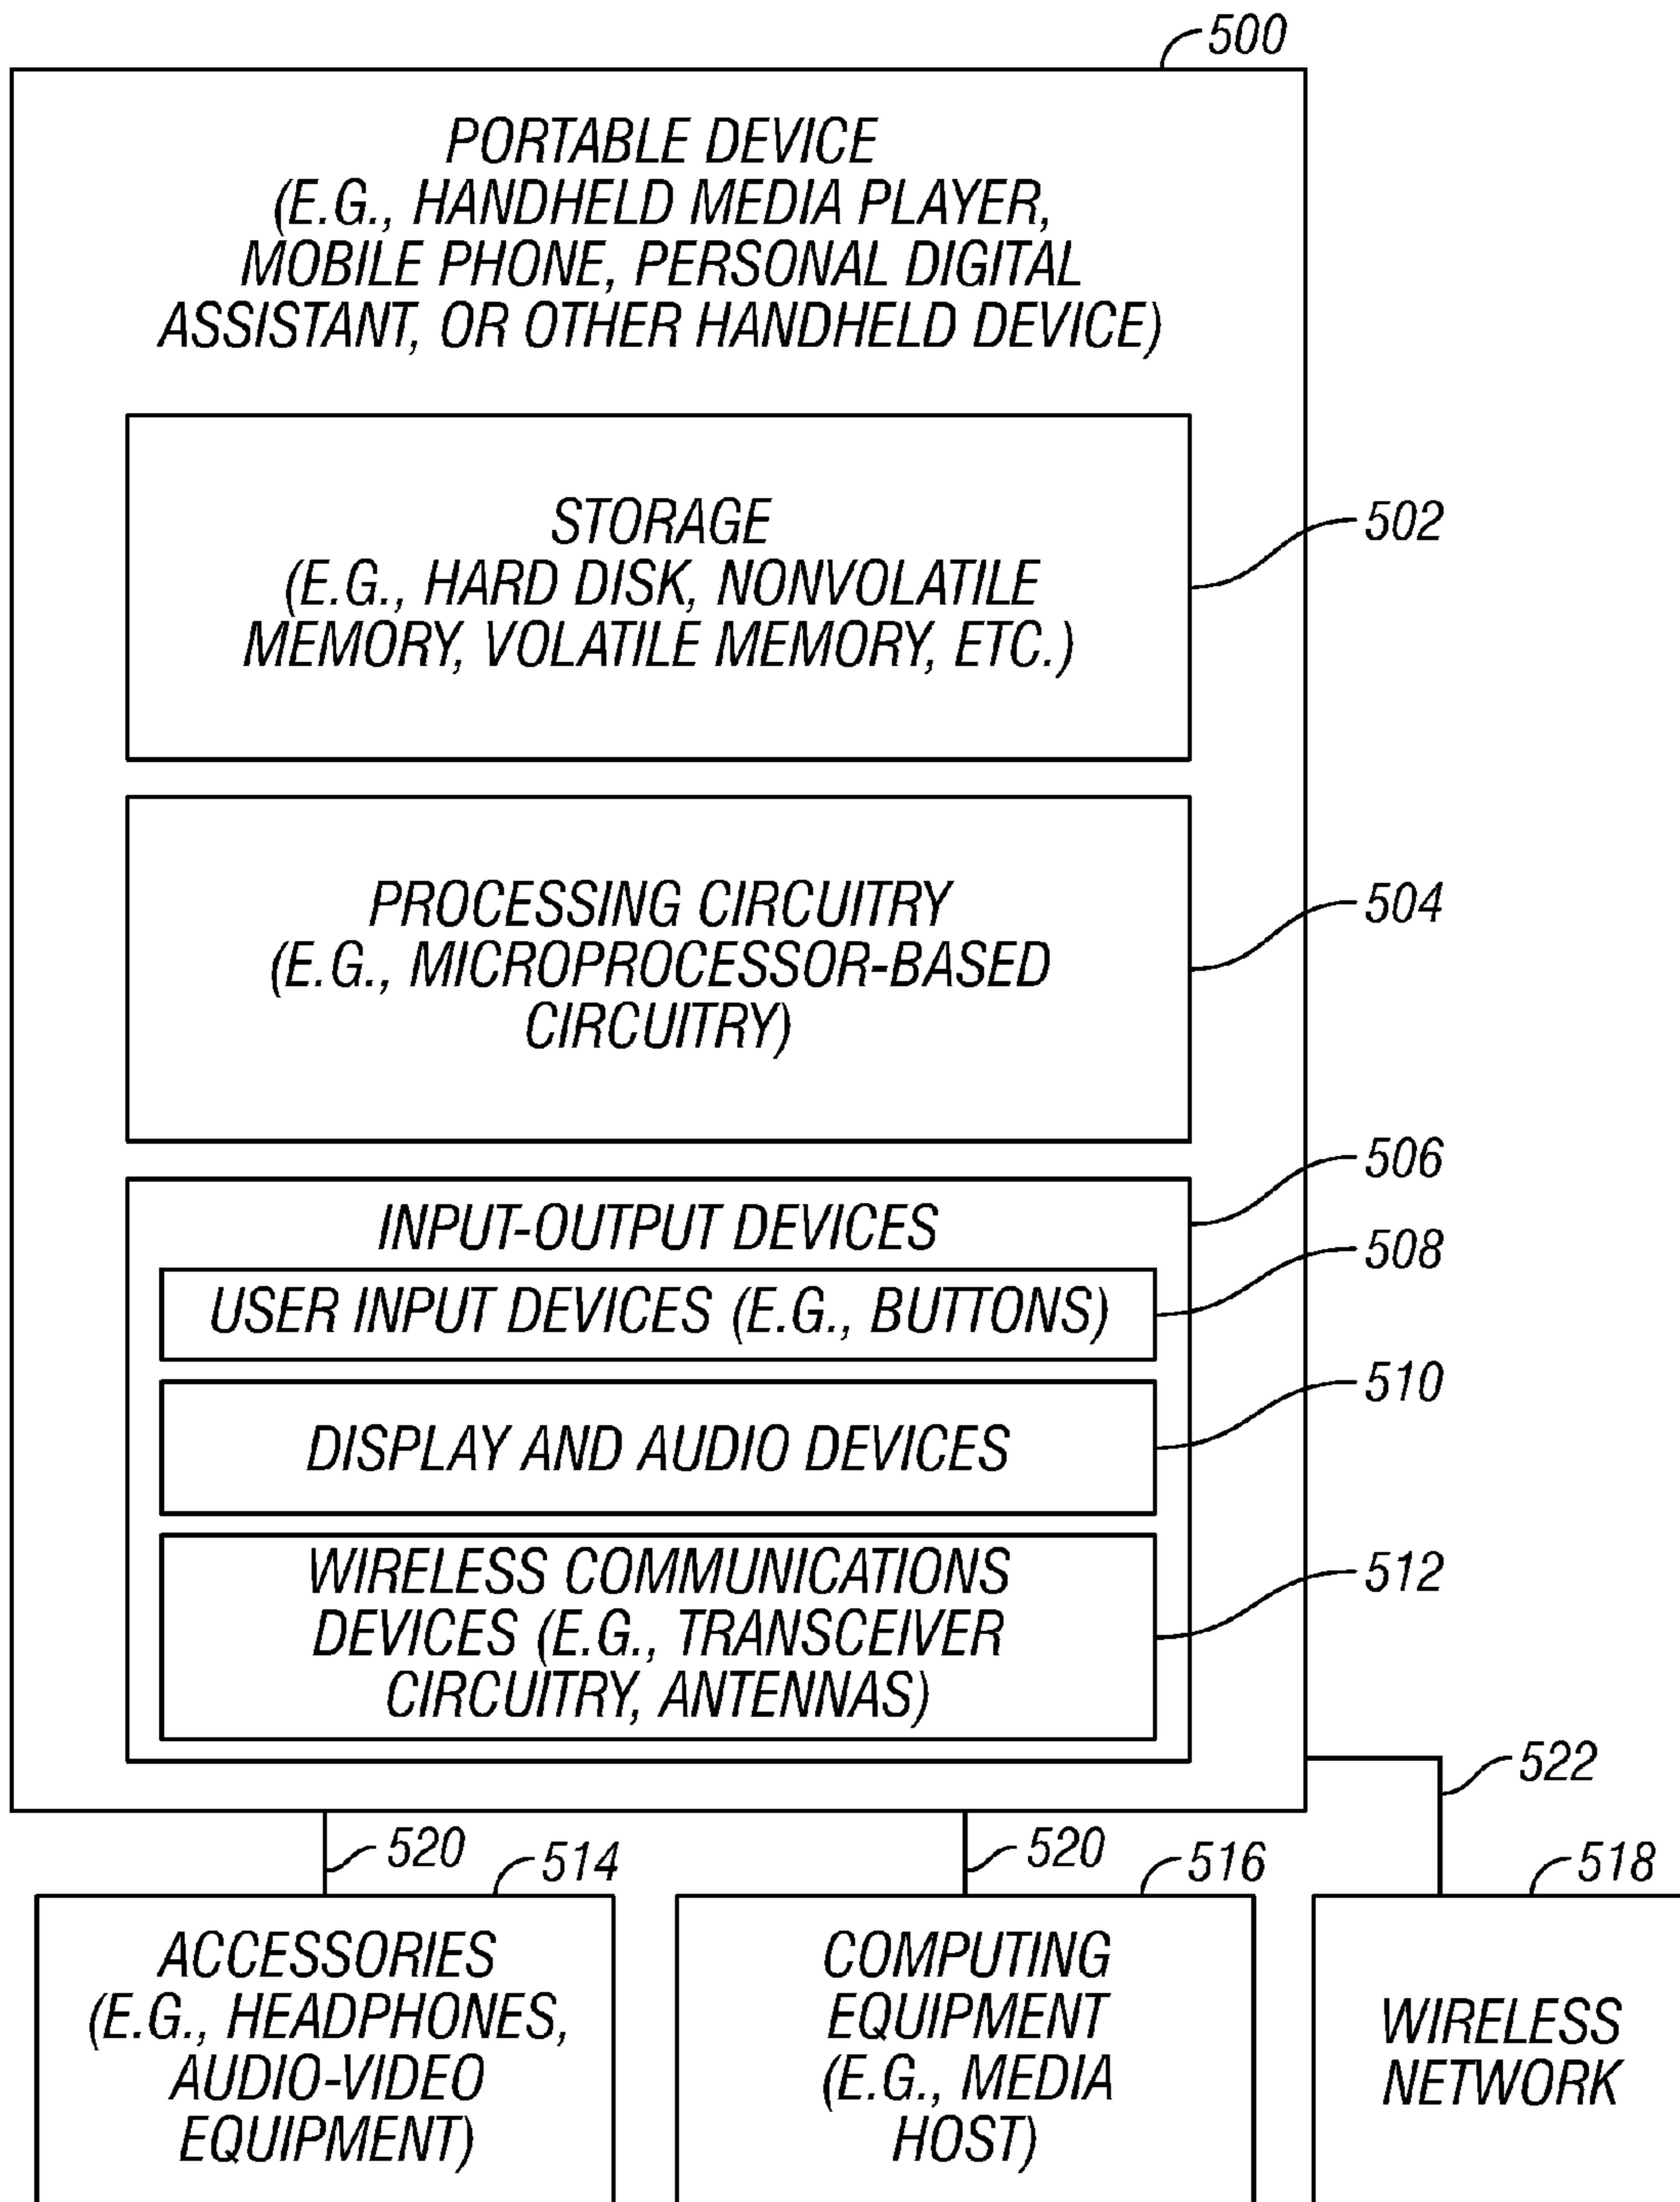 500
PORTABLE DEVICE
(E.G., HANDHELD MEDIA PLAYER,
MOBILE PHONE, PERSONAL DIGITAL
ASSISTANT, OR OTHER HANDHELD DEVICE)
STORAGE
(E.G., HARD DISK, NONVOLATILE
MEMORY, VOLATILE MEMORY, ETC.)
502
PROCESSING CIRCUITRY
(E.G., MICROPROCESSOR-BASED
CIRCUITRY)
504
INPUT-OUTPUT DEVICES
506
USER INPUT DEVICES (E.G., BUTTONS)
508
DISPLAY AND AUDIO DEVICES
510
WIRELESS COMMUNICATIONS
DEVICES (E.G., TRANSCEIVER
CIRCUITRY, ANTENNAS)
512
522
520
514
520
516
518
ACCESSORIES
(E.G., HEADPHONES,
AUDIO-VIDEO
EQUIPMENT)
COMPUTING
EQUIPMENT
(E.G., MEDIA
HOST)
WIRELESS
NETWORK